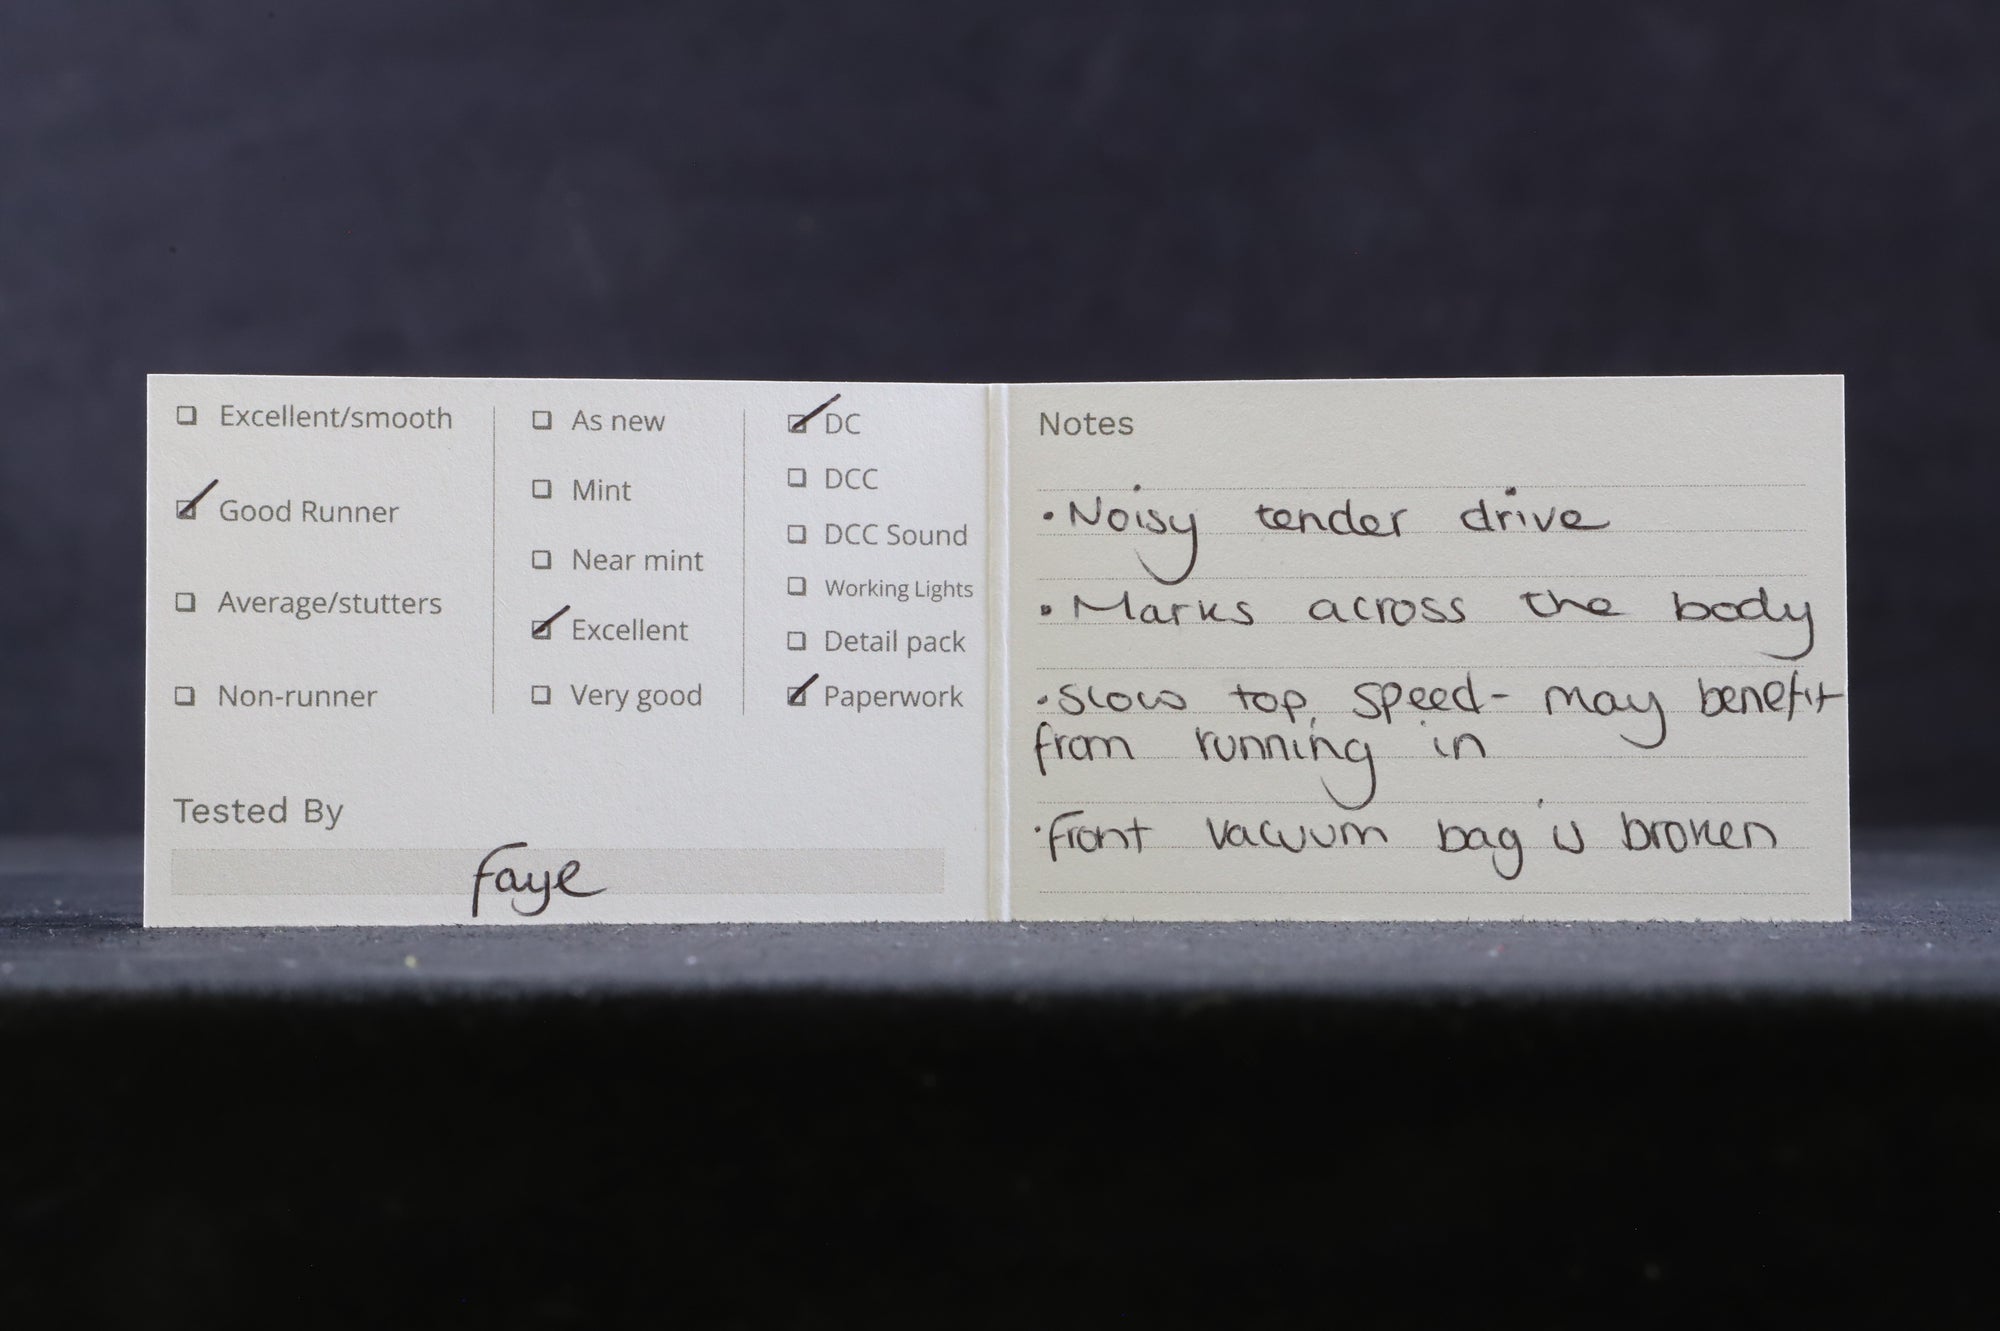 Excellent/smooth
Good Runner
Average/stutters
Non-runner
As new
Mint
Near mint
Excellent
Very good
DC
DCC
DCC Sound
Working Lights
Detail pack
Paperwork
Tested By
Faye
Notes
• Noisy tender drive
• Marks across the body
• Slow top speed - may benefit
from running in
• Front vacuum bag is broken